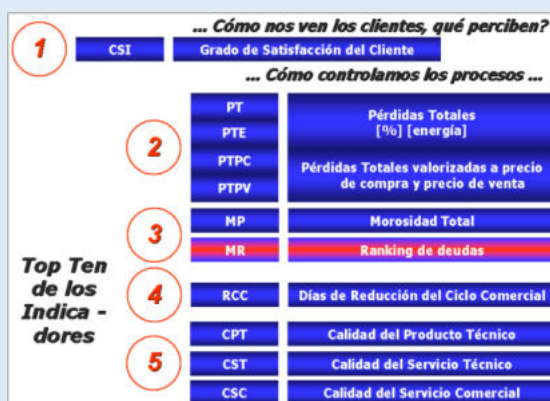 ... Cómo nos ven los clientes, qué perciben?
1
CSI
Grado de Satisfacción del Cliente
... Cómo controlamos los procesos ...
2
PT
PTE
PTPC
PTPV
Pérdidas Totales
[%] [energía]
Pérdidas Totales valorizadas a precio
de compra y precio de venta
3
MP
Morosidad Total
MR
Ranking de deudas
Top Ten
de los
Indica -
dores
4
RCC
Días de Reducción del Ciclo Comercial
5
CPT
Calidad del Producto Técnico
CST
Calidad del Servicio Técnico
CSC
Calidad del Servicio Comercial